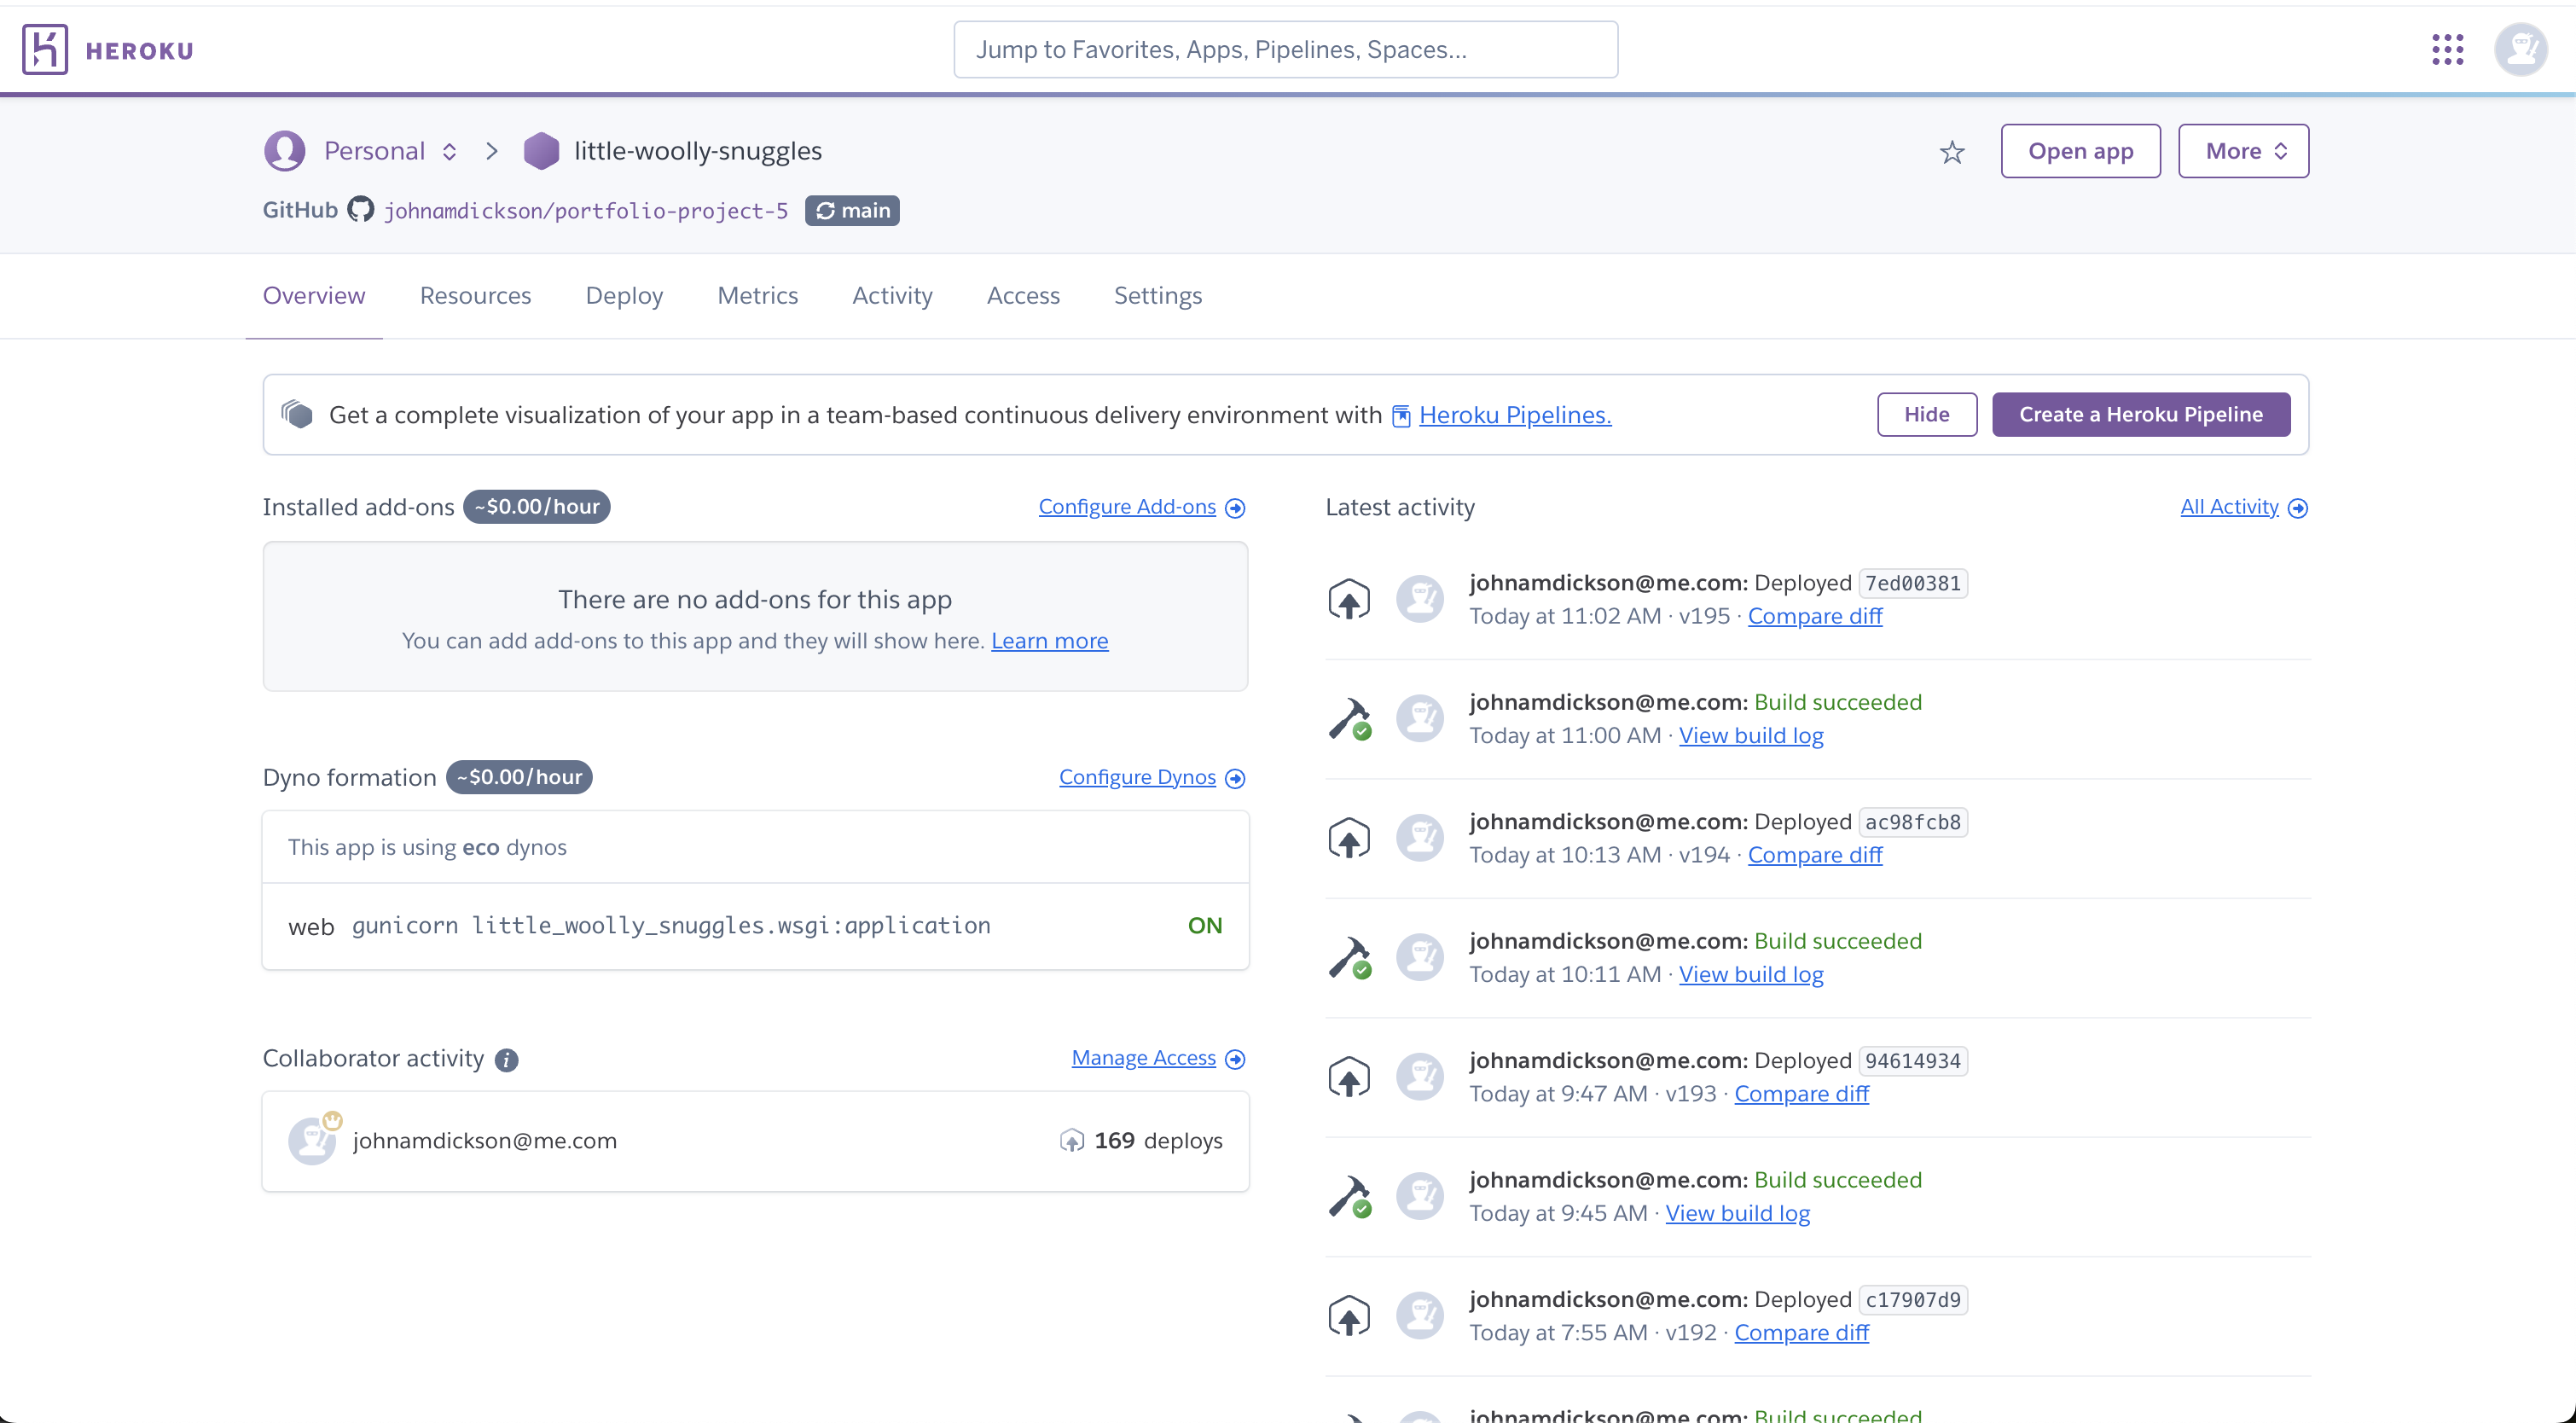 HEROKU
Jump to Favorites, Apps, Pipelines, Spaces...
Personal
little-woolly-snuggles
Open app
More
GitHub johnamdickson/portfolio-project-5 main
Overview
Resources
Deploy
Metrics
Activity
Access
Settings
Get a complete visualization of your app in a team-based continuous delivery environment with Heroku Pipelines.
Hide
Create a Heroku Pipeline
Installed add-ons ~$0.00/hour
Configure Add-ons
There are no add-ons for this app
You can add add-ons to this app and they will show here. Learn more
Dyno formation ~$0.00/hour
Configure Dynos
This app is using eco dynos
web gunicorn little_woolly_snuggles.wsgi:application ON
Collaborator activity
Manage Access
johnamdickson@me.com
169 deploys
Latest activity
All Activity
johnamdickson@me.com: Deployed 7ed00381
Today at 11:02 AM · v195 · Compare diff
johnamdickson@me.com: Build succeeded
Today at 11:00 AM · View build log
johnamdickson@me.com: Deployed ac98fcb8
Today at 10:13 AM · v194 · Compare diff
johnamdickson@me.com: Build succeeded
Today at 10:11 AM · View build log
johnamdickson@me.com: Deployed 94614934
Today at 9:47 AM · v193 · Compare diff
johnamdickson@me.com: Build succeeded
Today at 9:45 AM · View build log
johnamdickson@me.com: Deployed c17907d9
Today at 7:55 AM · v192 · Compare diff
johnamdickson@me.com: Build succeeded